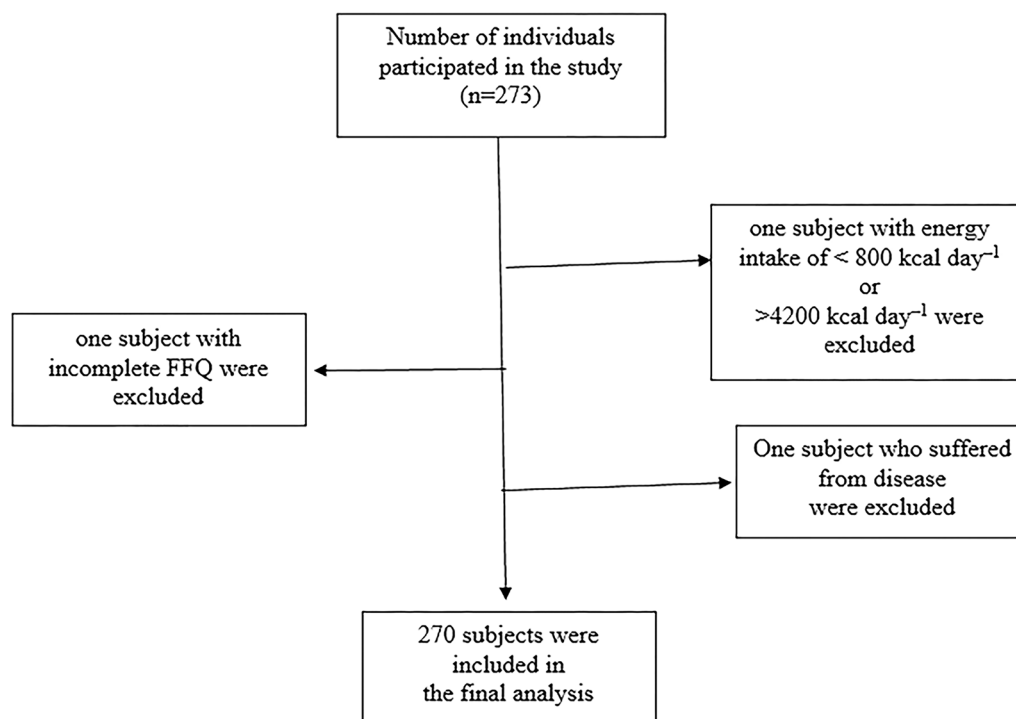 Number of individuals
participated in the study
(n=273)
one subject with energy
intake of < 800 kcal day⁻¹
or
>4200 kcal day⁻¹ were
excluded
one subject with
incomplete FFQ were
excluded
One subject who suffered
from disease
were excluded
270 subjects were
included in
the final analysis